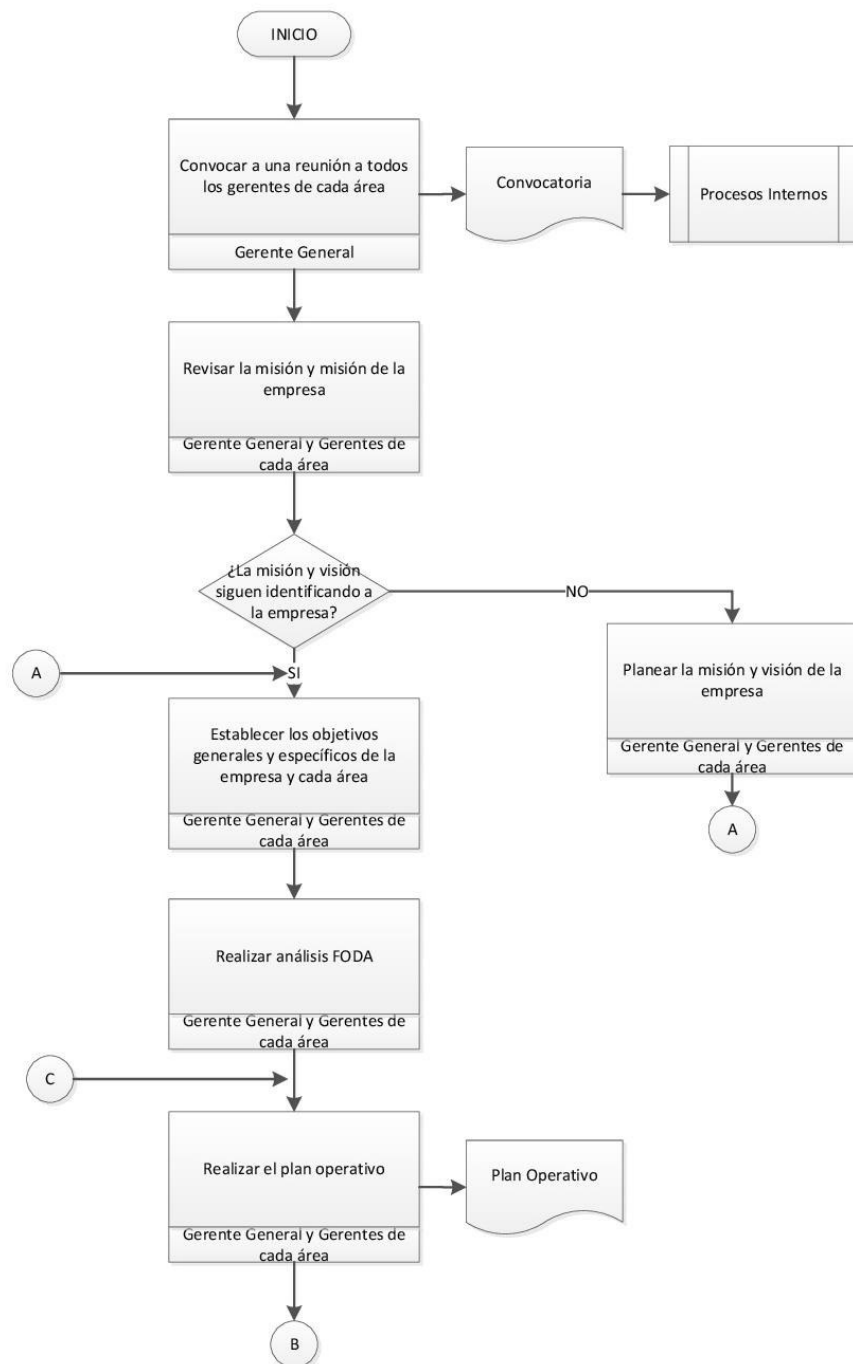 INICIO
Convocar a una reunión a todos
los gerentes de cada área
Gerente General
Convocatoria
Procesos Internos
Revisar la misión y misión de la
empresa
Gerente General y Gerentes de
cada área
¿La misión y visión
siguen identificando a
la empresa?
NO
Planear la misión y visión de la
empresa
Gerente General y Gerentes de
cada área
A
A
SI
Establecer los objetivos
generales y específicos de la
empresa y cada área
Gerente General y Gerentes de
cada área
Realizar análisis FODA
Gerente General y Gerentes de
cada área
C
Realizar el plan operativo
Gerente General y Gerentes de
cada área
Plan Operativo
B